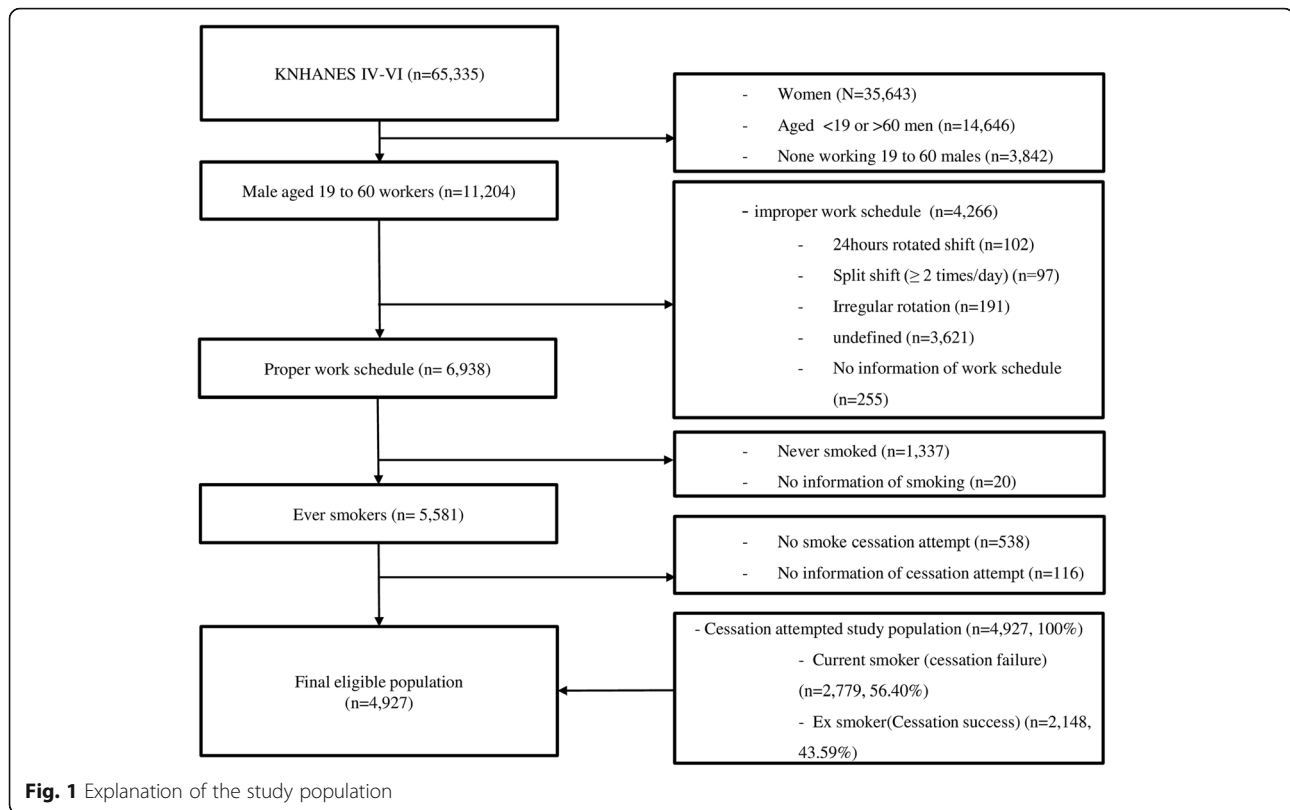 KNHANES IV-VI (n=65,335)
- Women (N=35,643)
- Aged <19 or >60 men (n=14,646)
- None working 19 to 60 males (n=3,842)
Male aged 19 to 60 workers (n=11,204)
- improper work schedule (n=4,266)
- 24hours rotated shift (n=102)
- Split shift (≥ 2 times/day) (n=97)
- Irregular rotation (n=191)
- undefined (n=3,621)
- No information of work schedule
(n=255)
Proper work schedule (n= 6,938)
- Never smoked (n=1,337)
- No information of smoking (n=20)
Ever smokers (n= 5,581)
- No smoke cessation attempt (n=538)
- No information of cessation attempt (n=116)
- Cessation attempted study population (n=4,927, 100%)
- Current smoker (cessation failure)
(n=2,779, 56.40%)
- Ex smoker(Cessation success) (n=2,148,
43.59%)
Final eligible population
(n=4,927)
Fig. 1 Explanation of the study population